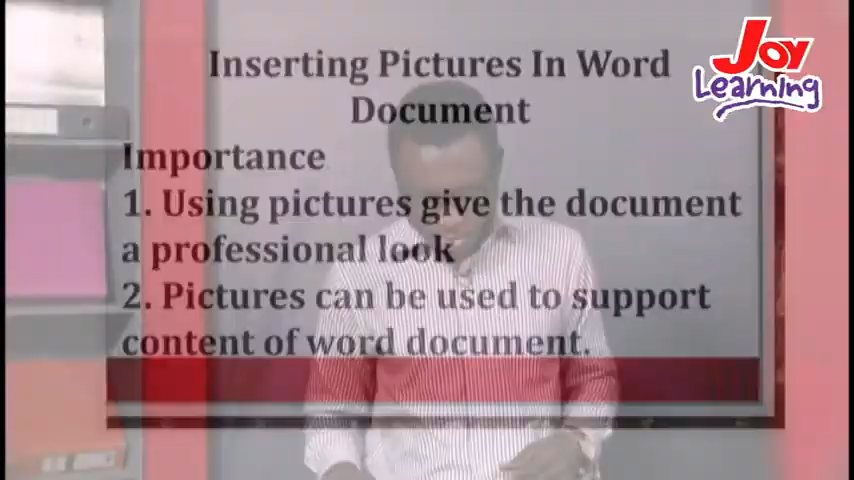 Joy
Learning
Inserting Pictures In Word
Document
Importance
1. Using pictures give the document
a professional look
2. Pictures can be used to support
content of word document.